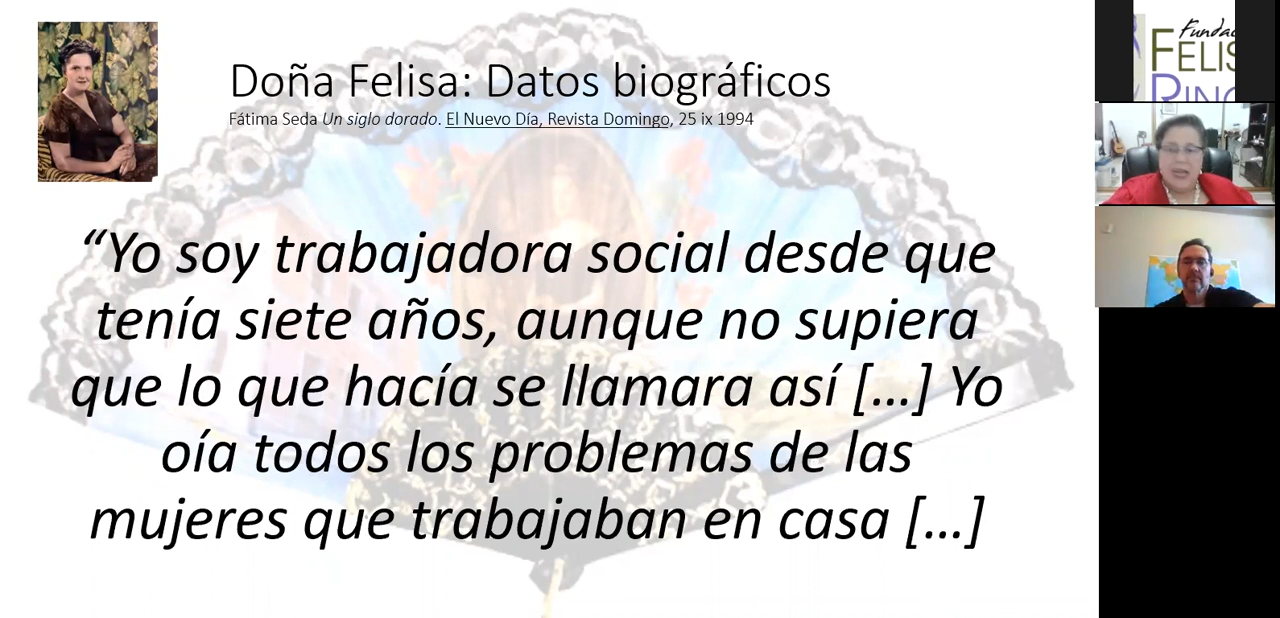 Doña Felisa: Datos biográficos
Fátima Seda Un siglo dorado. El Nuevo Día, Revista Domingo, 25 ix 1994
“Yo soy trabajadora social desde que
tenía siete años, aunque no supiera
que lo que hacía se llamara así […] Yo
oía todos los problemas de las
mujeres que trabajaban en casa […]
Fundac
FELIS
RINC